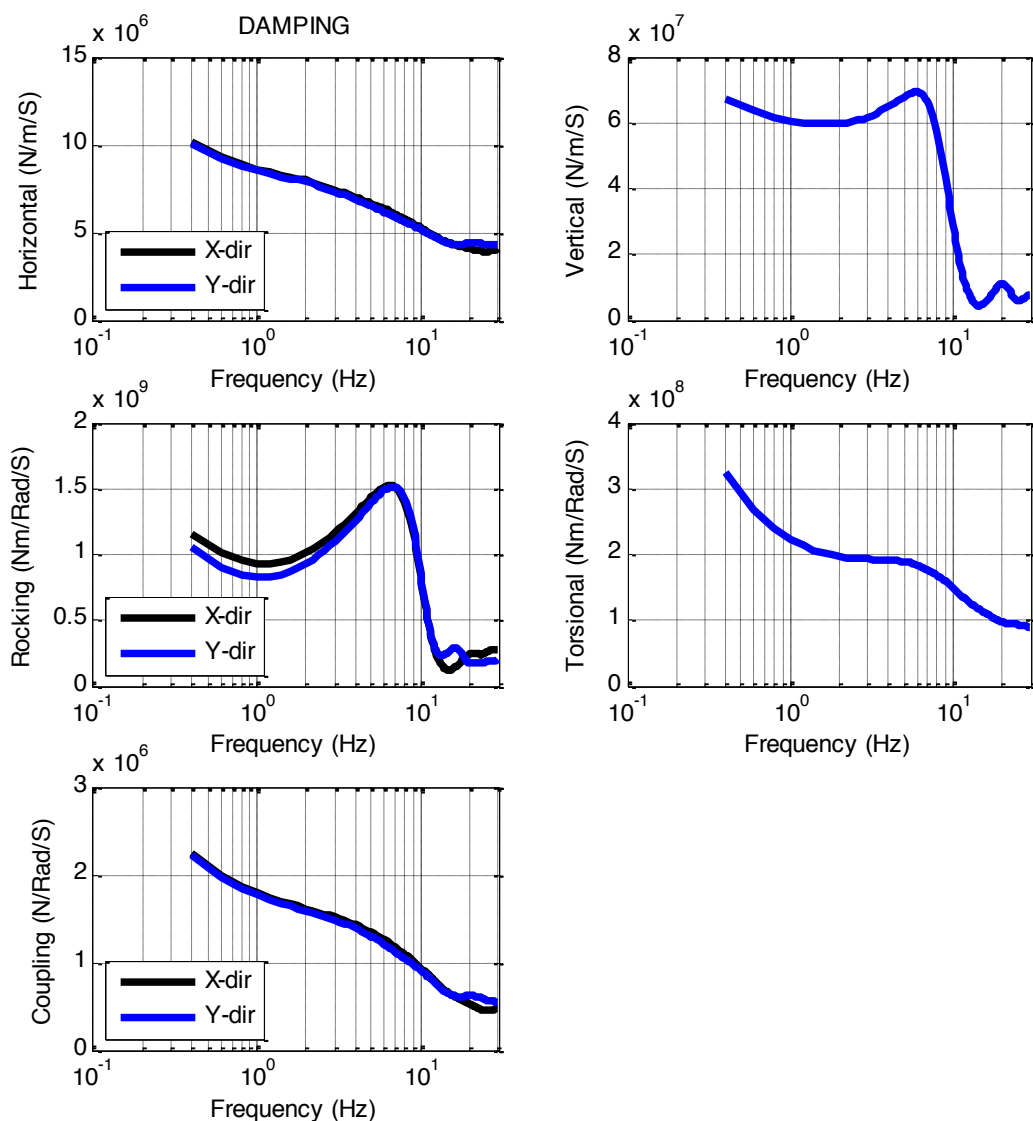 DAMPING
x 10^6
15
10
5
0
Horizontal (N/m/S)
X-dir
Y-dir
10^-1 10^0 10^1
Frequency (Hz)
x 10^7
8
6
4
2
0
Vertical (N/m/S)
10^-1 10^0 10^1
Frequency (Hz)
x 10^9
2
1.5
1
0.5
0
Rocking (Nm/Rad/S)
X-dir
Y-dir
10^-1 10^0 10^1
Frequency (Hz)
x 10^8
4
3
2
1
0
Torsional (Nm/Rad/S)
10^-1 10^0 10^1
Frequency (Hz)
x 10^6
3
2
1
0
Coupling (N/Rad/S)
X-dir
Y-dir
10^-1 10^0 10^1
Frequency (Hz)